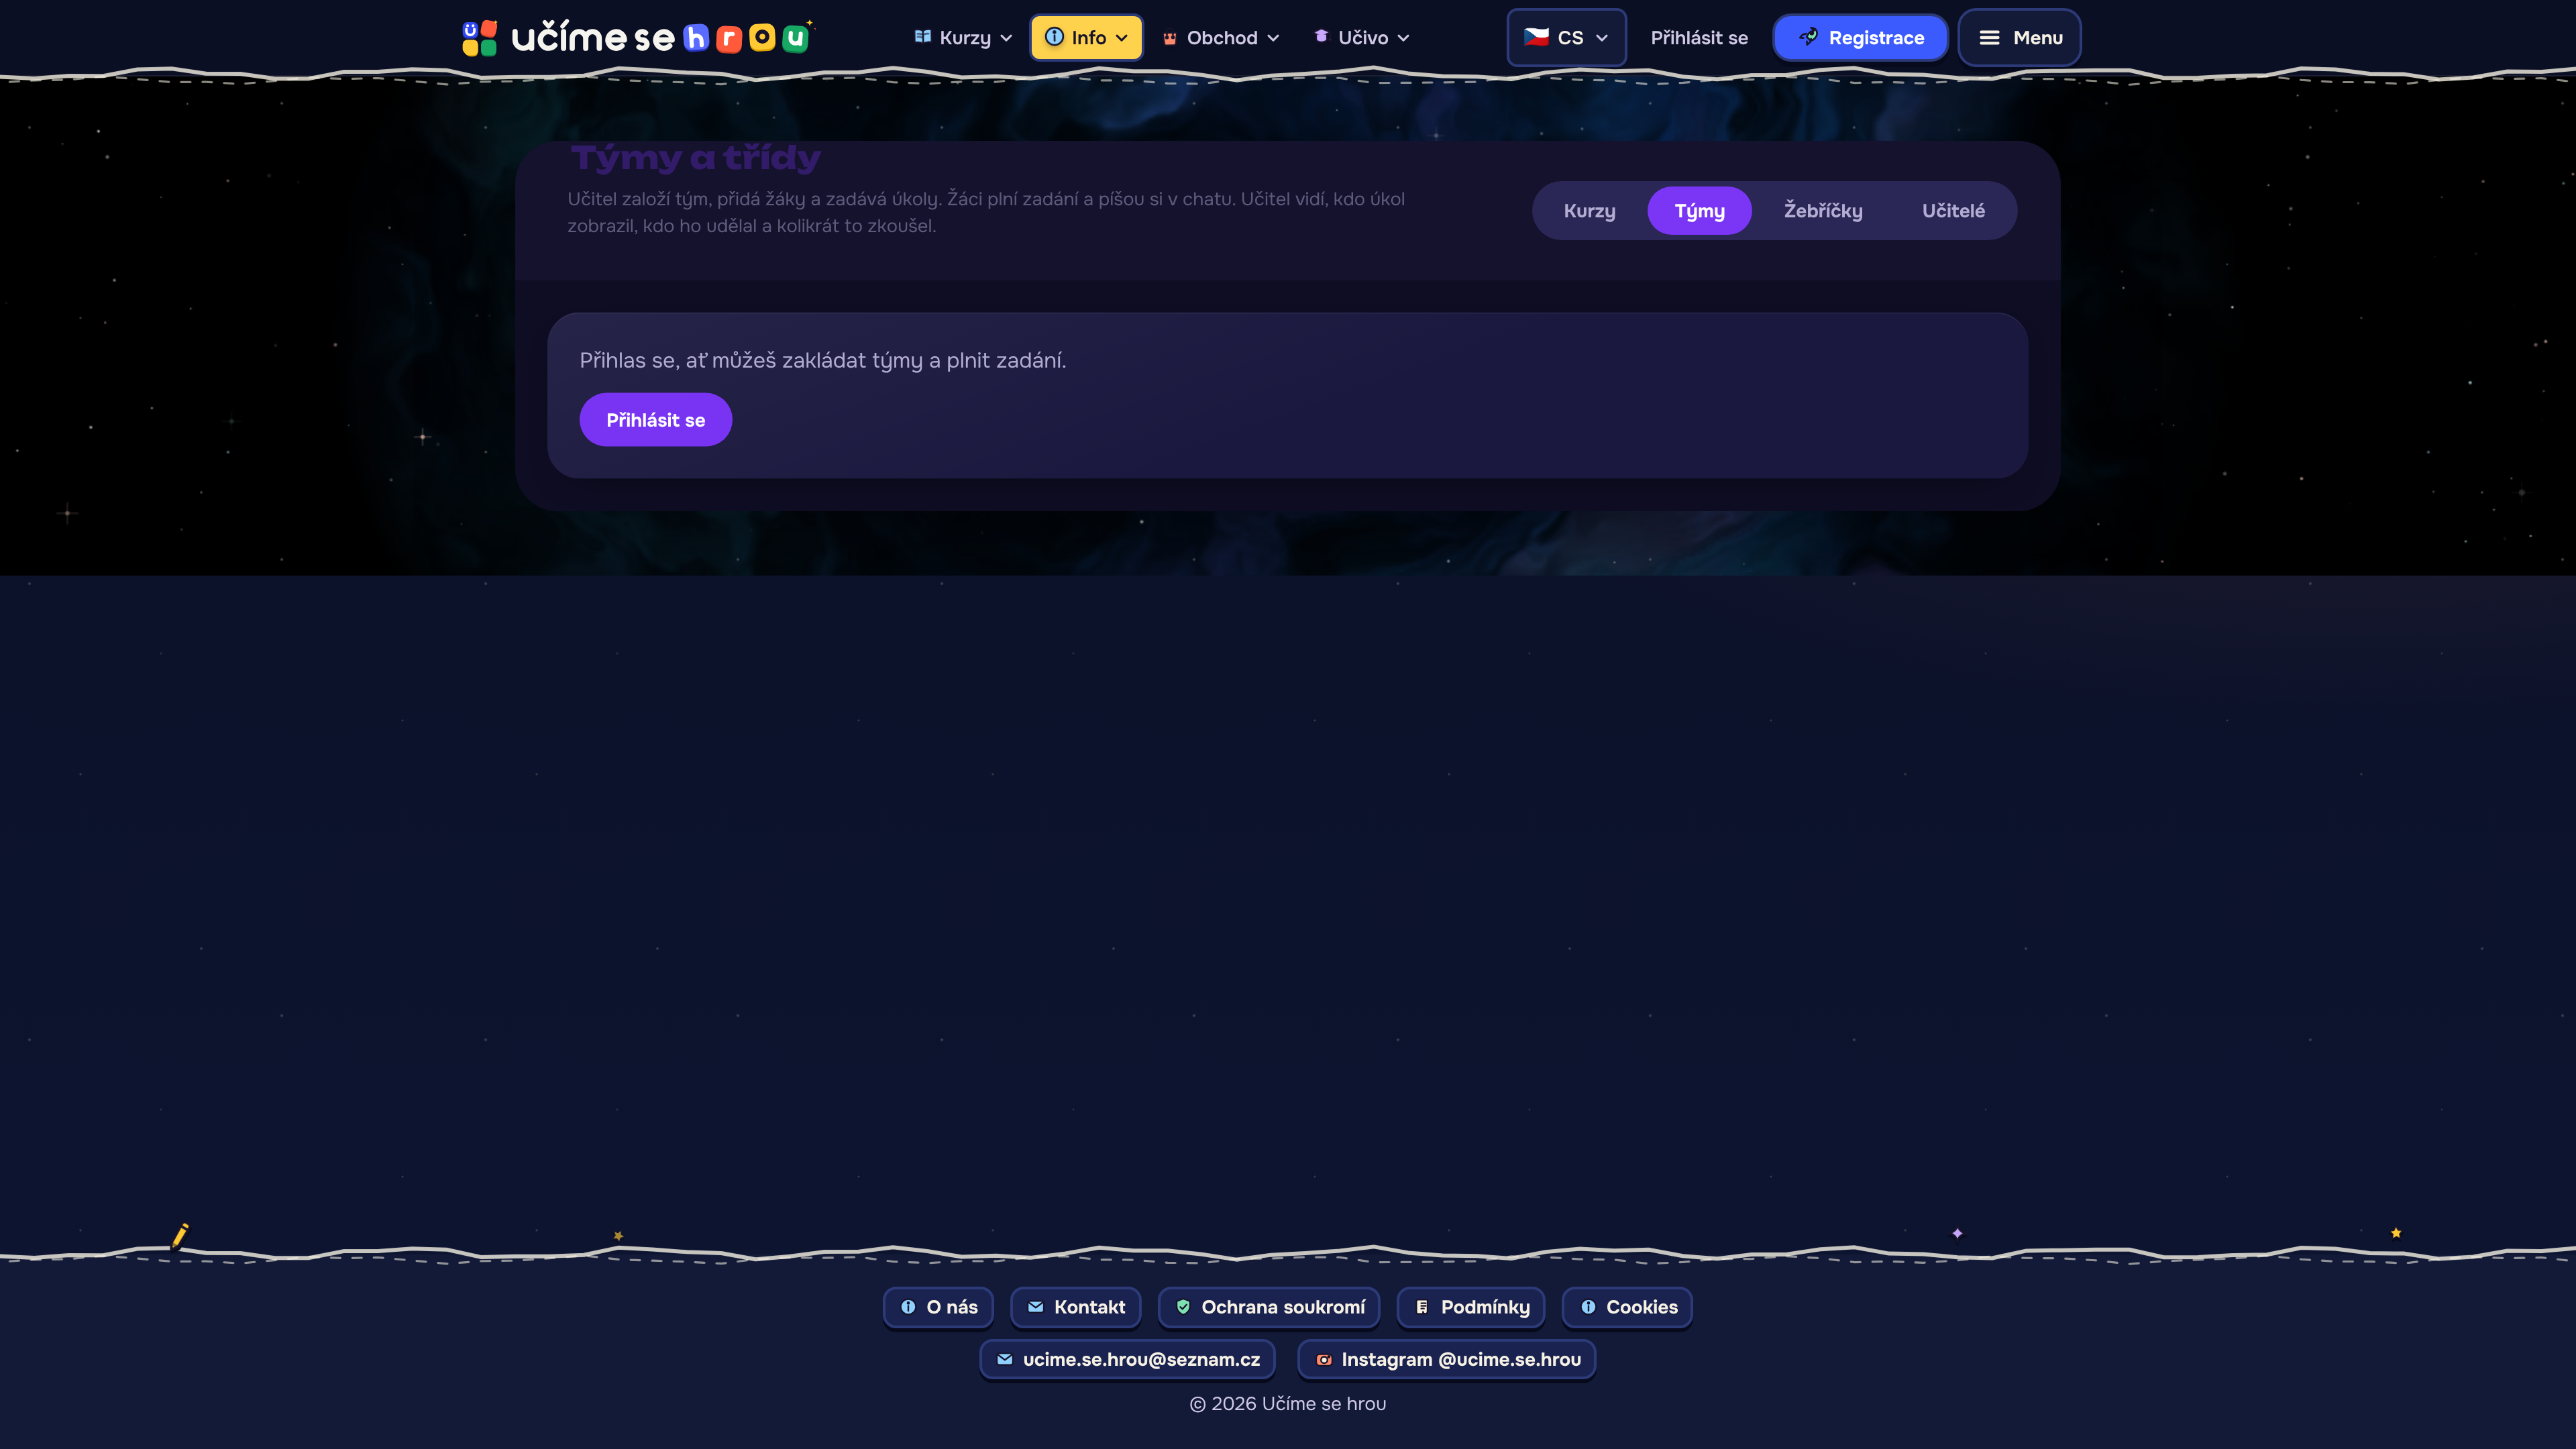 učíme se hrou
Kurzy
Info
Obchod
Učivo
CS
Přihlásit se
Registrace
Menu
Týmy a třídy
Učitel založí tým, přidá žáky a zadává úkoly. Žáci plní zadání a píšou si v chatu. Učitel vidí, kdo úkol
zobrazil, kdo ho udělal a kolikrát to zkoušel.
Kurzy
Týmy
Žebříčky
Učitelé
Přihlas se, ať můžeš zakládat týmy a plnit zadání.
Přihlásit se
O nás
Kontakt
Ochrana soukromí
Podmínky
Cookies
ucime.se.hrou@seznam.cz
Instagram @ucime.se.hrou
© 2026 Učíme se hrou